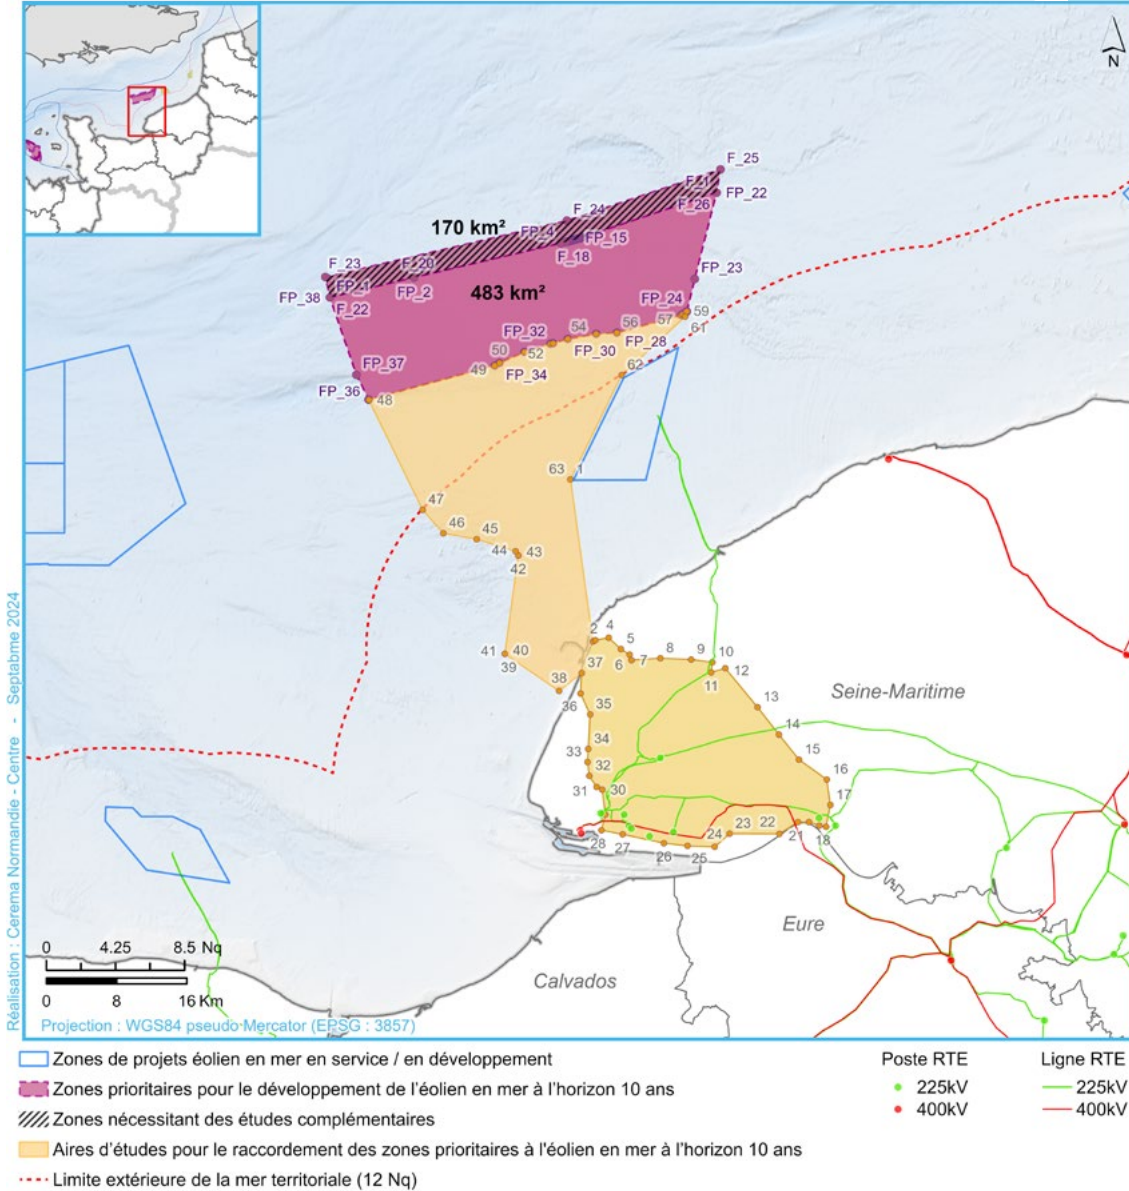 N
F_25
F_1
FP_22
F_24
F_26
170 km²
FP_4
FP_15
F_18
F_23
F_20
FP_1
FP_2
483 km²
FP_38
F_22
FP_23
FP_24
59
57
61
FP_32
54
56
50
52
FP_30
FP_28
49
FP_34
62
FP_37
FP_36
48
63
1
47
46
45
44
43
42
2
4
5
6
7
8
9
10
11
12
41
40
39
37
38
36
35
13
14
34
33
32
15
16
31
30
17
28
27
26
25
24
23
22
21
18
Seine-Maritime
Eure
Calvados
0 4.25 8.5 Nq
0 8 16 Km
Projection : WGS84 pseudo Mercator (EPSG : 3857)
Réalisation : Cerema Normandie - Centre - Septabme 2024
Zones de projets éolien en mer en service / en développement
Zones prioritaires pour le développement de l'éolien en mer à l'horizon 10 ans
Zones nécessitant des études complémentaires
Aires d'études pour le raccordement des zones prioritaires à l'éolien en mer à l'horizon 10 ans
Limite extérieure de la mer territoriale (12 Nq)
Poste RTE
225kV
400kV
Ligne RTE
225kV
400kV